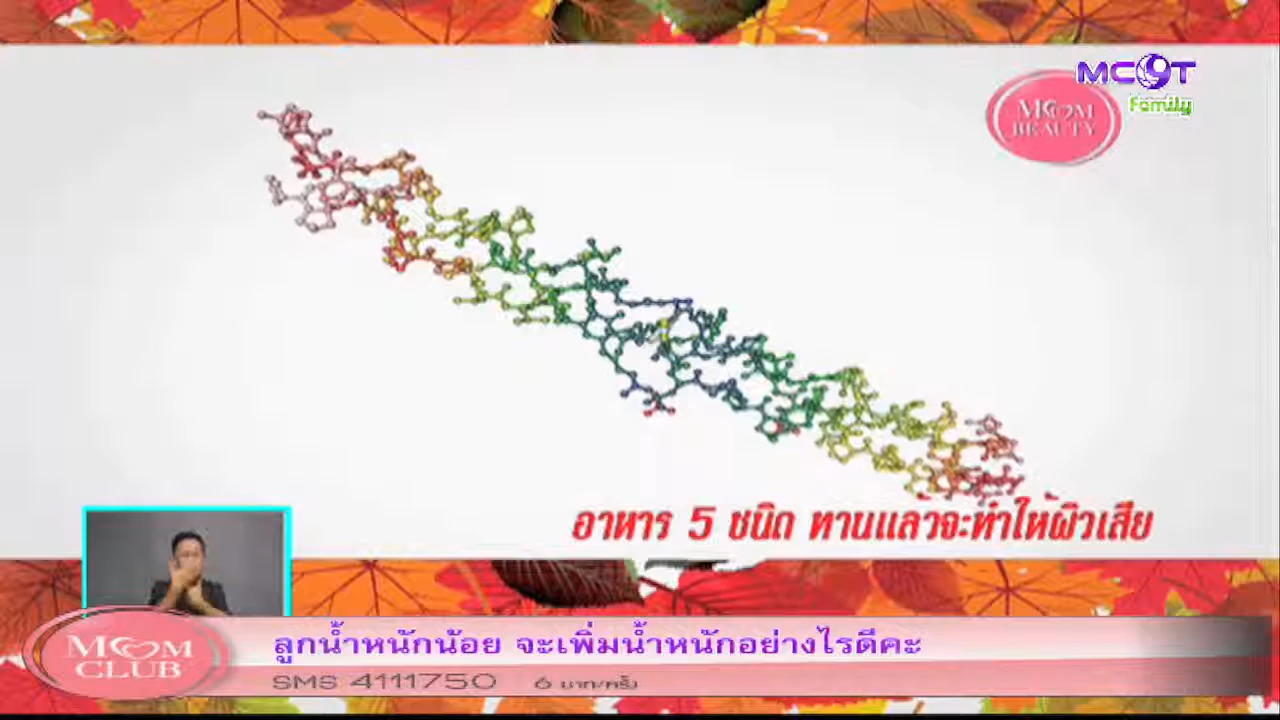 MCOT
family
MOM
BEAUTY
อาหาร 5 ชนิด ทานแล้วจะทำให้ผิวเสีย
MOM
CLUB
ลูกน้ำหนักน้อย จะเพิ่มน้ำหนักอย่างไรดีคะ
SMS 4111750 6 บาท/ครั้ง